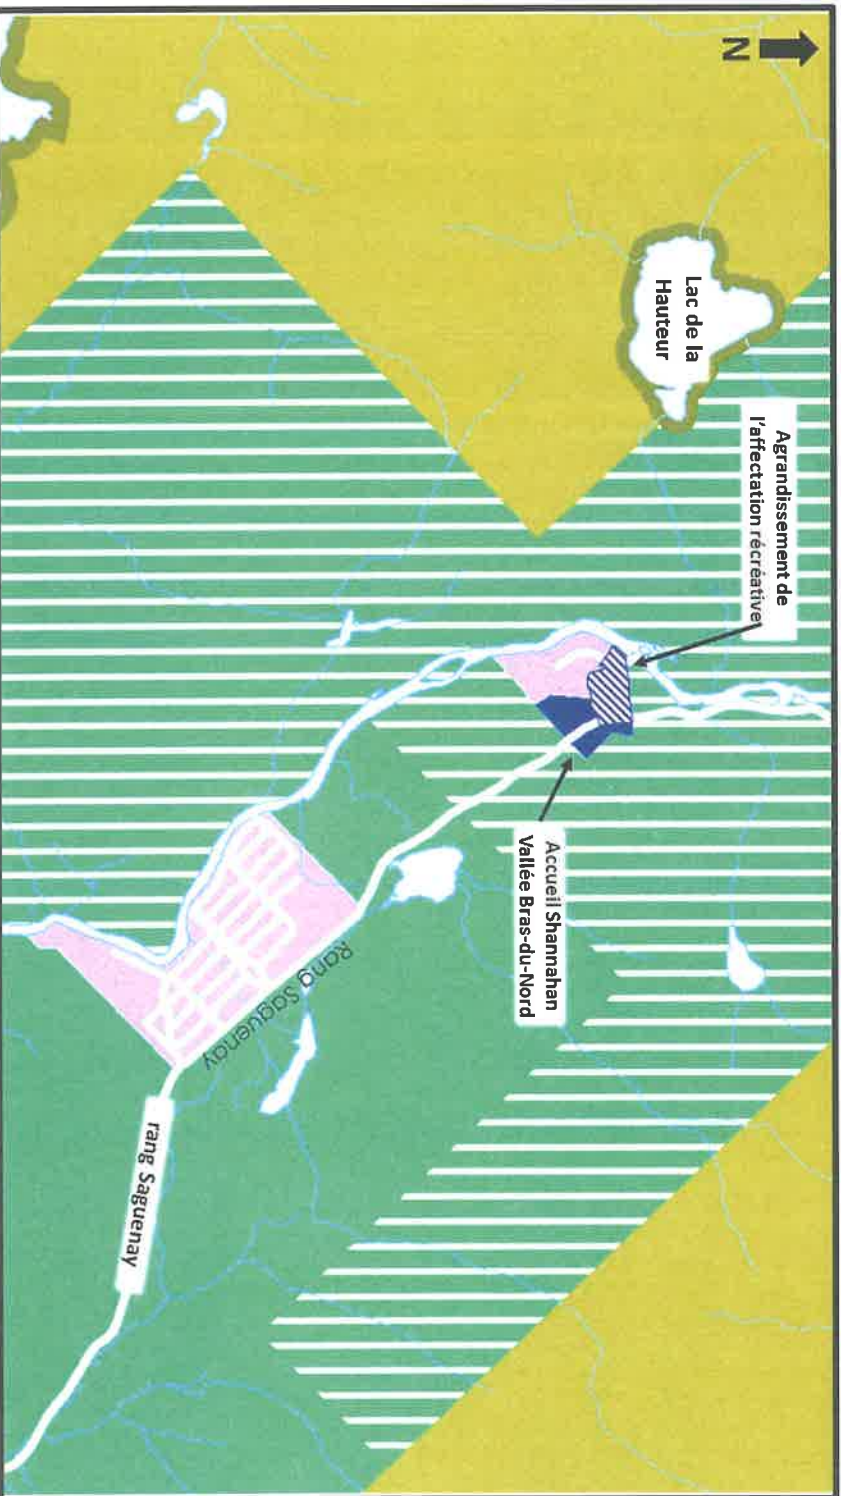 N
Lac de la
Hauteur
Agrandissement de
l'affectation récréative
Accueil Shannahan
Vallée Bras-du-Nord
Rang Saguenay
rang Saguenay